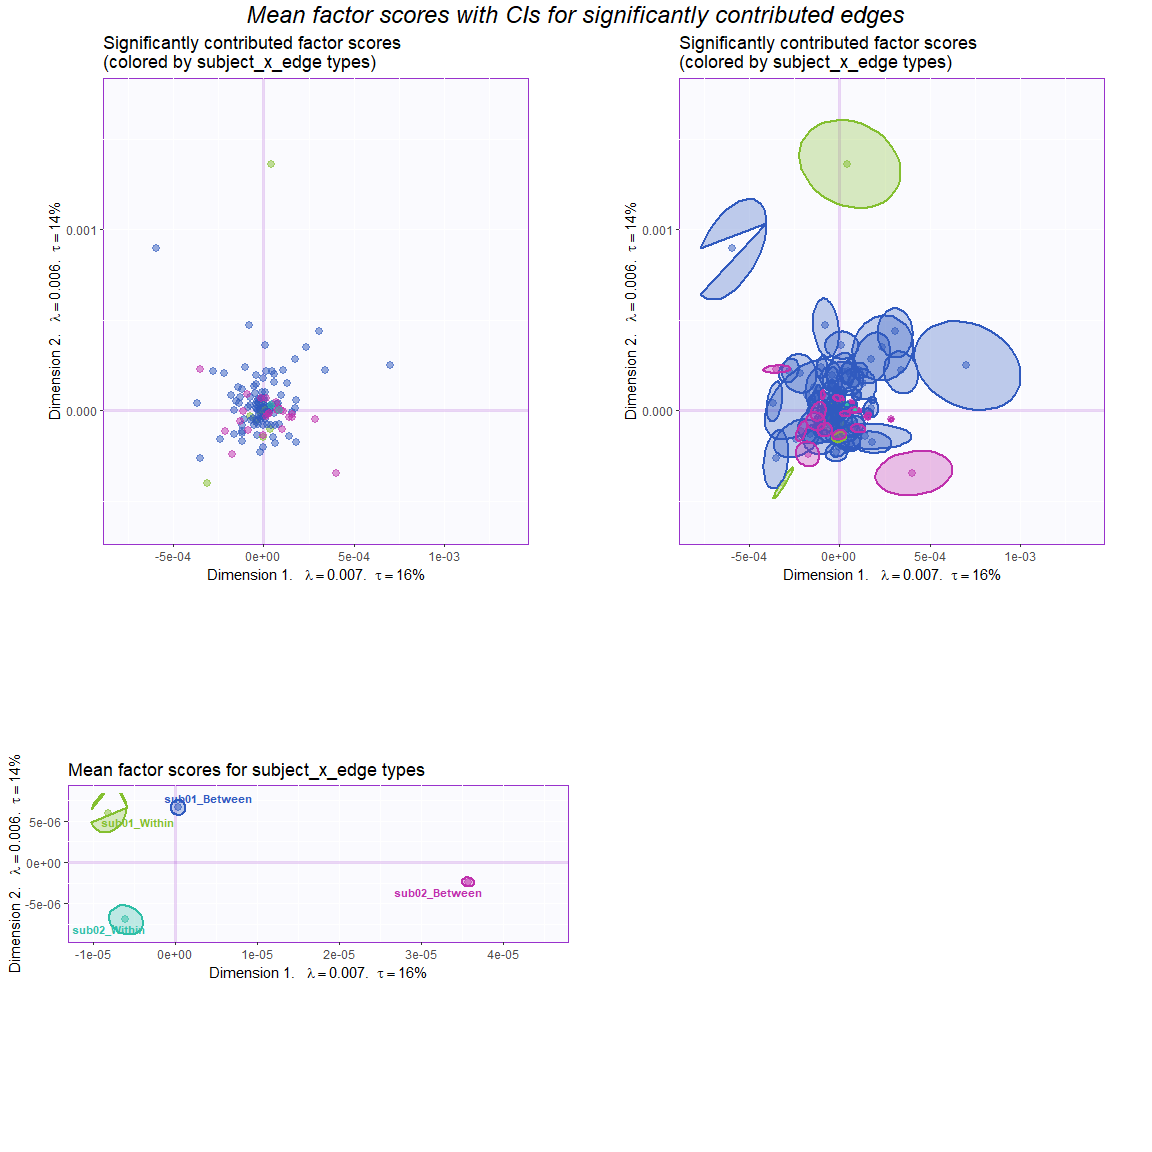 Mean factor scores with CIs for significantly contributed edges
Significantly contributed factor scores
(colored by subject_x_edge types)
Dimension 2. λ = 0.006. τ = 14%
0.001
0.000
-5e-04 0e+00 5e-04 1e-03
Dimension 1. λ = 0.007. τ = 16%
Significantly contributed factor scores
(colored by subject_x_edge types)
Dimension 2. λ = 0.006. τ = 14%
0.001
0.000
-5e-04 0e+00 5e-04 1e-03
Dimension 1. λ = 0.007. τ = 16%
Mean factor scores for subject_x_edge types
Dimension 2. λ = 0.006. τ = 14%
5e-06
0e+00
-5e-06
sub01_Between
sub01_Within
sub02_Between
sub02_Within
-1e-05 0e+00 1e-05 2e-05 3e-05 4e-05
Dimension 1. λ = 0.007. τ = 16%